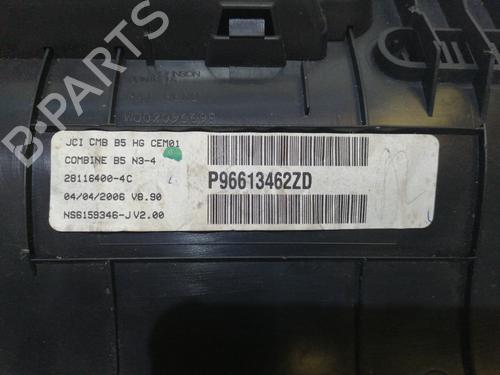 B-PARTS
JCI CMB B5 HG CEM01
COMBINE B5 N3-4
28116400-4C
04/04/2006 V8.90
NS6159346-J V2.00
P96613462ZD